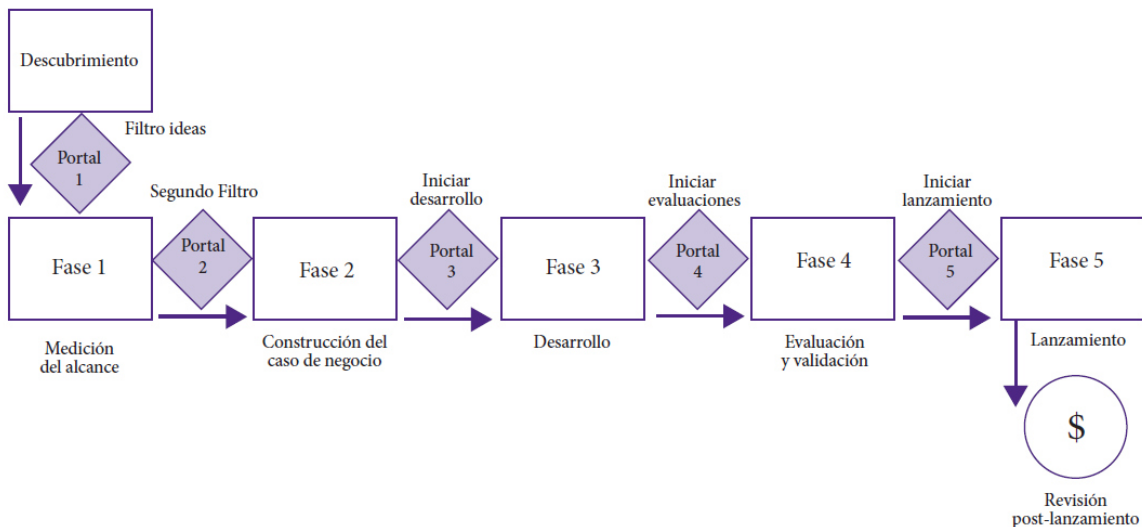 Descubrimiento
Filtro ideas
Portal
1
Segundo Filtro
Iniciar
desarrollo
Iniciar
evaluaciones
Iniciar
lanzamiento
Fase 1
Portal
2
Fase 2
Portal
3
Fase 3
Portal
4
Fase 4
Portal
5
Fase 5
Medición
del alcance
Construcción del
caso de negocio
Desarrollo
Evaluación
y validación
Lanzamiento
$
Revisión
post-lanzamiento